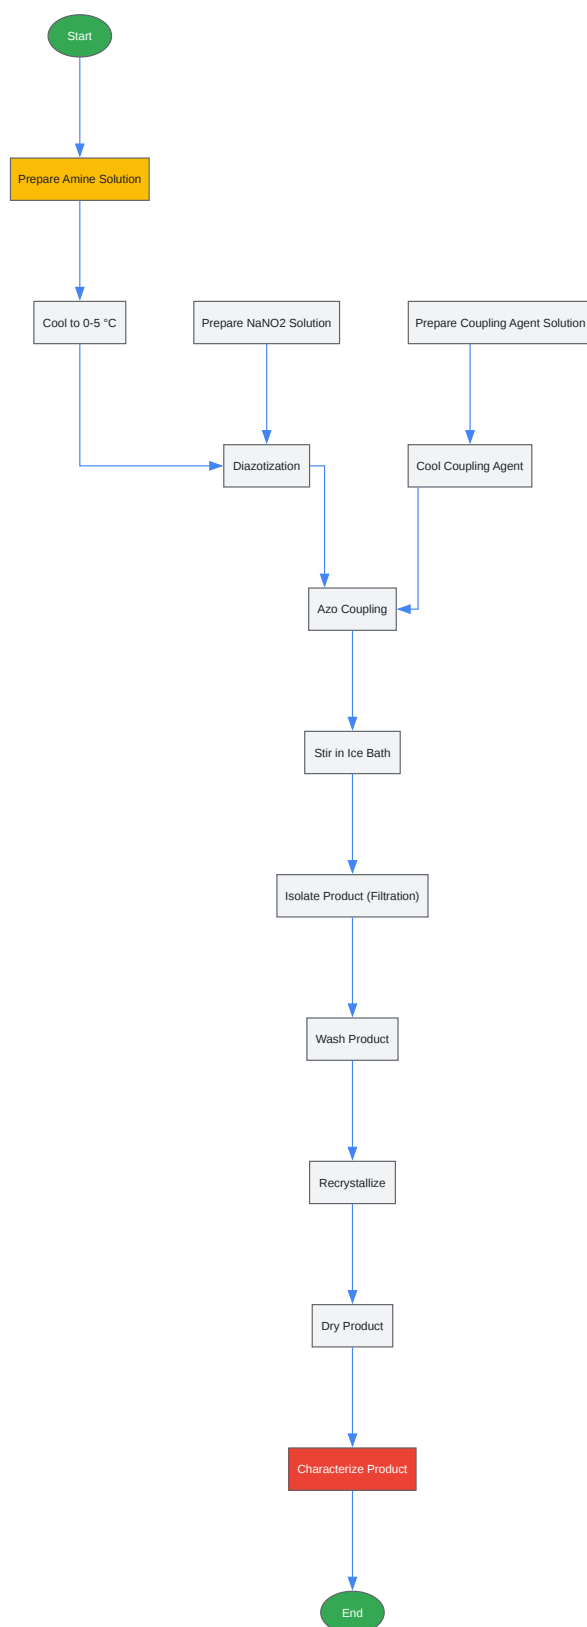 Start
Prepare Amine Solution
Cool to 0-5 °C
Prepare NaNO2 Solution
Prepare Coupling Agent Solution
Diazotization
Cool Coupling Agent
Azo Coupling
Stir in Ice Bath
Isolate Product (Filtration)
Wash Product
Recrystallize
Dry Product
Characterize Product
End